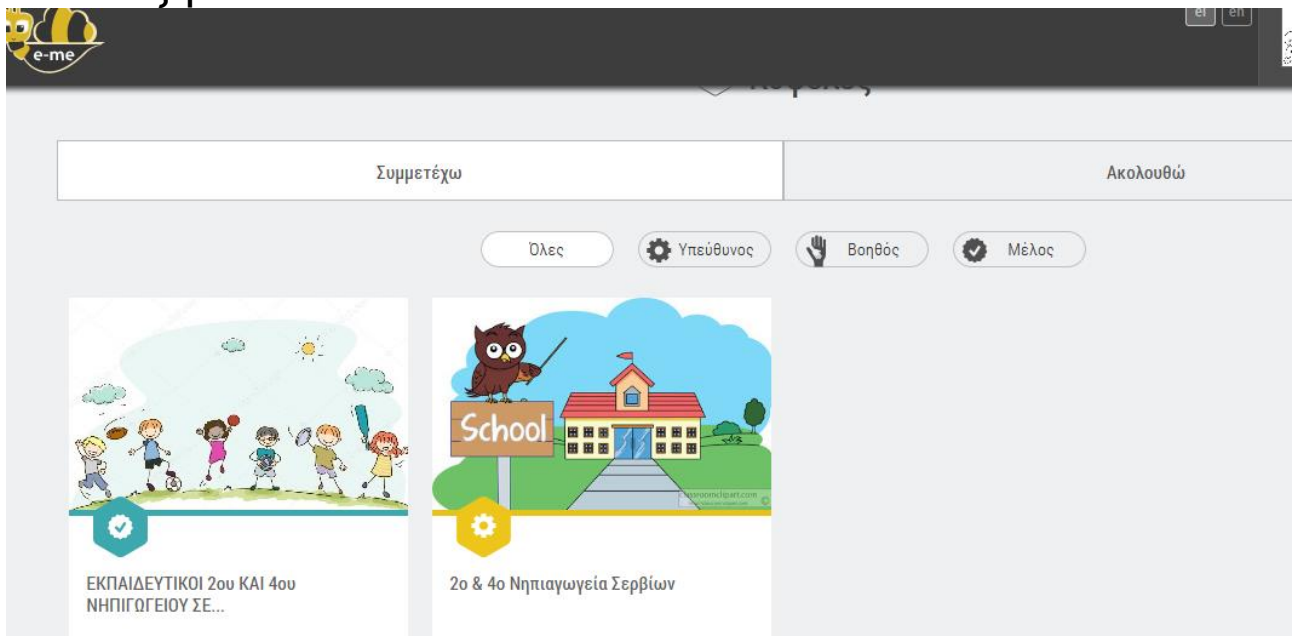 el en
e-me
Συμμετέχω
Ακολουθώ
Όλες
Υπεύθυνος
Βοηθός
Μέλος
School
ΕΚΠΑΙΔΕΥΤΙΚΟΙ 2ου ΚΑΙ 4ου
ΝΗΠΙΓΩΓΕΙΟΥ ΣΕ...
2ο & 4ο Νηπιαγωγεία Σερβίων